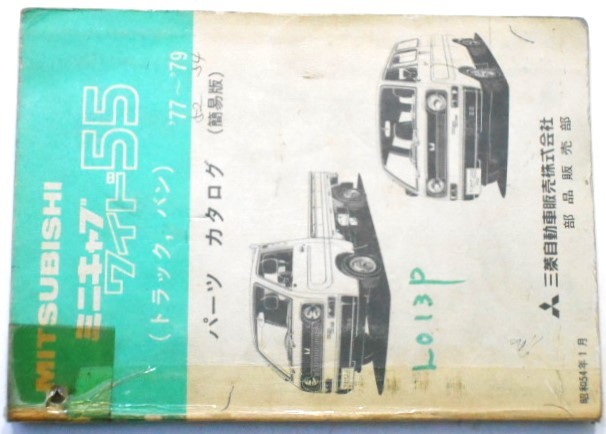 MITSUBISHI
ミニキャブ
ワイド55
(トラック, バン)
'77~'79
52 54
パーツ カタログ (簡易版)
L013P
三菱自動車販売株式会社
部品販売部
昭和54年1月